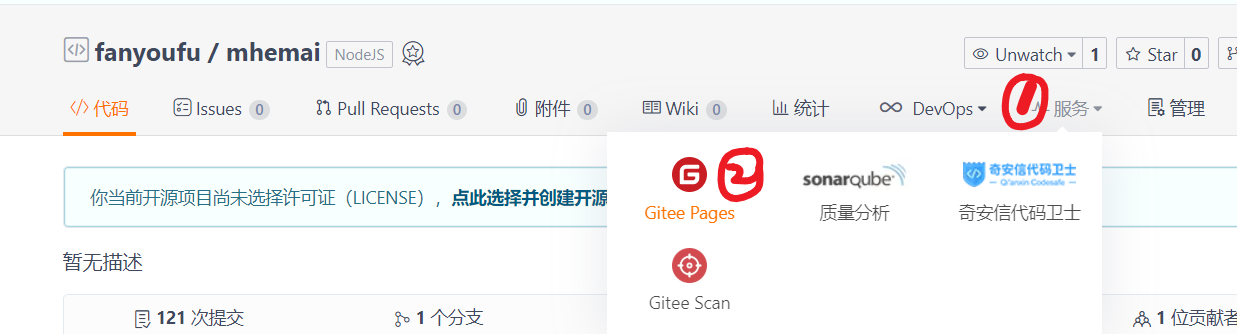 fanyoufu / mhemai NodeJS Unwatch 1 Star 0
代码 Issues 0 Pull Requests 0 附件 0 Wiki 0 统计 DevOps 1 服务 管理
G 2 sonarqube 奇安信代码卫士
Qi'anxin Codesafe
你当前开源项目尚未选择许可证（LICENSE），点此选择并创建开源
Gitee Pages 质量分析 奇安信代码卫士
暂无描述
Gitee Scan
121 次提交 1 个分支 1 位贡献者